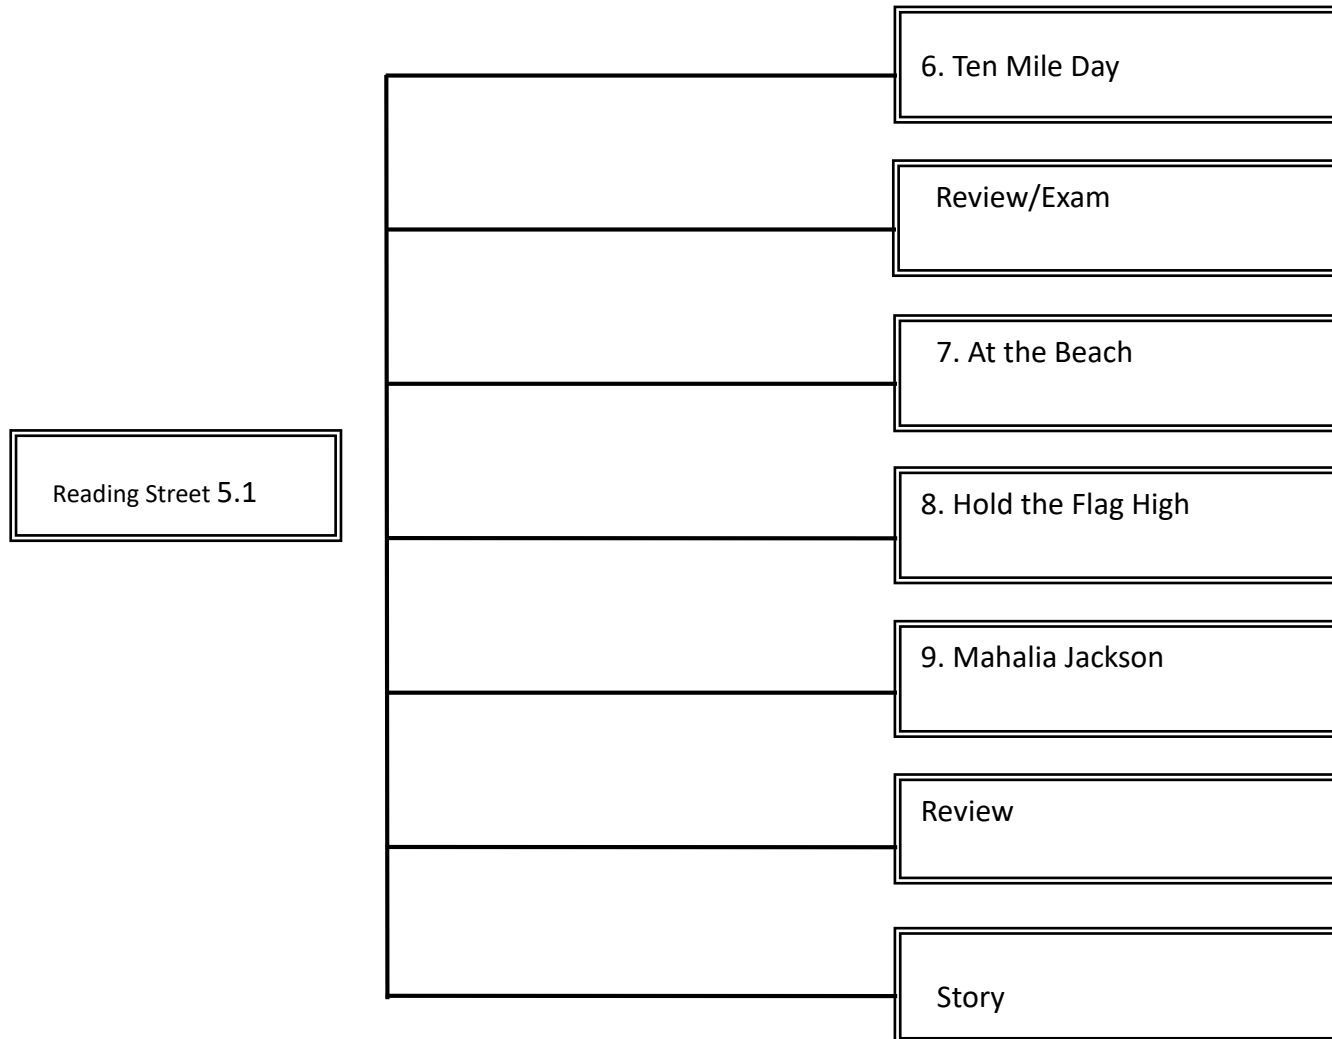 Reading Street 5.1
6. Ten Mile Day
Review/Exam
7. At the Beach
8. Hold the Flag High
9. Mahalia Jackson
Review
Story